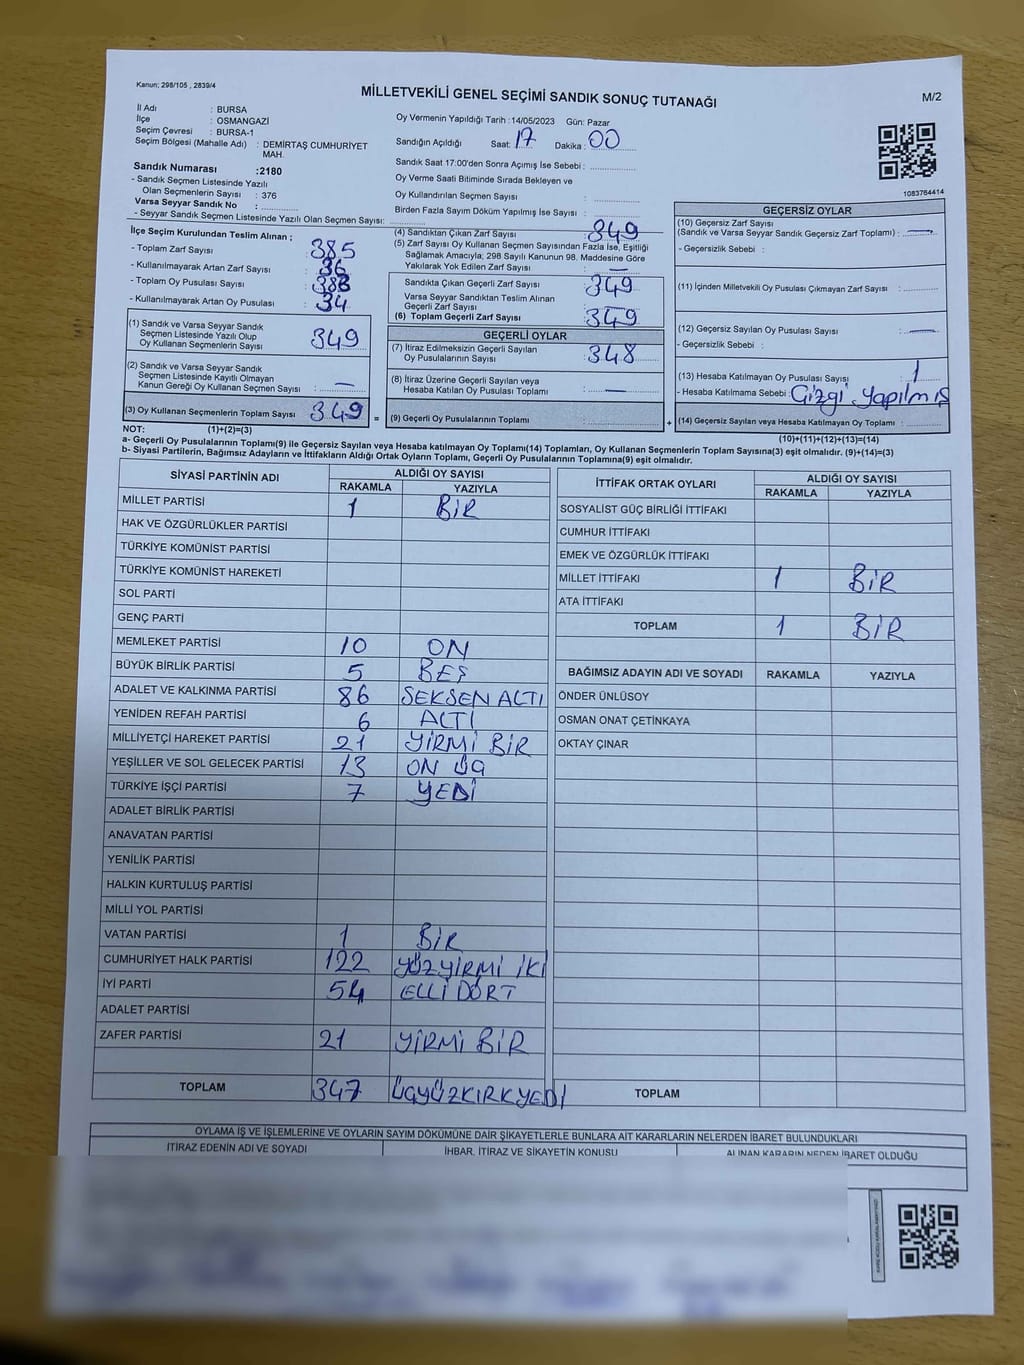 Kanun; 298/105 , 2839/4
MİLLETVEKİLİ GENEL SEÇİMİ SANDIK SONUÇ TUTANAĞI
M/2
İl Adı : BURSA
İlçe : OSMANGAZİ
Seçim Çevresi : BURSA-1
Seçim Bölgesi (Mahalle Adı) : DEMİRTAŞ CUMHURİYET
MAH.
Sandık Numarası :2180
- Sandık Seçmen Listesinde Yazılı
Olan Seçmenlerin Sayısı : 376
Varsa Seyyar Sandık No :
- Seyyar Sandık Seçmen Listesinde Yazılı Olan Seçmen Sayısı:
Oy Vermenin Yapıldığı Tarih :14/05/2023 Gün: Pazar
Sandığın Açıldığı Saat: 17 Dakika : 00
Sandık Saat 17:00'den Sonra Açımış İse Sebebi :
Oy Verme Saati Bitiminde Sırada Bekleyen ve
Oy Kullandırılan Seçmen Sayısı :
Birden Fazla Sayım Döküm Yapılmış İse Sayısı :
1083764414
İlçe Seçim Kurulundan Teslim Alınan ;
- Toplam Zarf Sayısı : 385
- Kullanılmayarak Artan Zarf Sayısı : 36
- Toplam Oy Pusulası Sayısı : 383
- Kullanılmayarak Artan Oy Pusulası : 34
(1) Sandık ve Varsa Seyyar Sandık
Seçmen Listesinde Yazılı Olup
Oy Kullanan Seçmenlerin Sayısı : 349
(2) Sandık ve Varsa Seyyar Sandık
Seçmen Listesinde Kayıtlı Olmayan
Kanun Gereği Oy Kullanan Seçmen Sayısı : —
(3) Oy Kullanan Seçmenlerin Toplam Sayısı : 349 =
(4) Sandıktan Çıkan Zarf Sayısı : 349
(5) Zarf Sayısı Oy Kullanan Seçmen Sayısından Fazla İse, Eşitliği
Sağlamak Amacıyla; 298 Sayılı Kanunun 98. Maddesine Göre
Yakılarak Yok Edilen Zarf Sayısı : —
Sandıkta Çıkan Geçerli Zarf Sayısı : 349
Varsa Seyyar Sandıktan Teslim Alınan
Geçerli Zarf Sayısı :
(6) Toplam Geçerli Zarf Sayısı : 349
GEÇERLİ OYLAR
(7) İtiraz Edilmeksizin Geçerli Sayılan
Oy Pusulalarının Sayısı : 348
(8) İtiraz Üzerine Geçerli Sayılan veya
Hesaba Katılan Oy Pusulası Toplamı : —
(9) Geçerli Oy Pusulalarının Toplamı : +
GEÇERSİZ OYLAR
(10) Geçersiz Zarf Sayısı
(Sandık ve Varsa Seyyar Sandık Geçersiz Zarf Toplamı) : —
- Geçersizlik Sebebi :
(11) İçinden Milletvekili Oy Pusulası Çıkmayan Zarf Sayısı :
(12) Geçersiz Sayılan Oy Pusulası Sayısı : —
- Geçersizlik Sebebi :
(13) Hesaba Katılmayan Oy Pusulası Sayısı : 1
- Hesaba Katılmama Sebebi : Çizgi Yapılmış
(14) Geçersiz Sayılan veya Hesaba Katılmayan Oy Toplamı :
NOT: (1)+(2)=(3) (10)+(11)+(12)+(13)=(14)
a- Geçerli Oy Pusulalarının Toplamı(9) ile Geçersiz Sayılan veya Hesaba katılmayan Oy Toplamı(14) Toplamları, Oy Kullanan Seçmenlerin Toplam Sayısına(3) eşit olmalıdır. (9)+(14)=(3)
b- Siyasi Partilerin, Bağımsız Adayların ve İttifakların Aldığı Ortak Oyların Toplamı, Geçerli Oy Pusulalarının Toplamına(9) eşit olmalıdır.
SİYASİ PARTİNİN ADI ALDIĞI OY SAYISI
RAKAMLA YAZIYLA
MİLLET PARTİSİ 1 BİR
HAK VE ÖZGÜRLÜKLER PARTİSİ
TÜRKİYE KOMÜNİST PARTİSİ
TÜRKİYE KOMÜNİST HAREKETİ
SOL PARTİ
GENÇ PARTİ
MEMLEKET PARTİSİ 10 ON
BÜYÜK BİRLİK PARTİSİ 5 BEŞ
ADALET VE KALKINMA PARTİSİ 86 SEKSEN ALTI
YENİDEN REFAH PARTİSİ 6 ALTI
MİLLİYETÇİ HAREKET PARTİSİ 21 YİRMİ BİR
YEŞİLLER VE SOL GELECEK PARTİSİ 13 ON ÜÇ
TÜRKİYE İŞÇİ PARTİSİ 7 YEDİ
ADALET BİRLİK PARTİSİ
ANAVATAN PARTİSİ
YENİLİK PARTİSİ
HALKIN KURTULUŞ PARTİSİ
MİLLİ YOL PARTİSİ
VATAN PARTİSİ 1 BİR
CUMHURİYET HALK PARTİSİ 122 YÜZYİRMİ İKİ
İYİ PARTİ 54 ELLİ DÖRT
ADALET PARTİSİ
ZAFER PARTİSİ 21 YİRMİ BİR
TOPLAM 347 ÜÇYÜZKIRKYEDİ
İTTİFAK ORTAK OYLARI ALDIĞI OY SAYISI
RAKAMLA YAZIYLA
SOSYALİST GÜÇ BİRLİĞİ İTTİFAKI
CUMHUR İTTİFAKI
EMEK VE ÖZGÜRLÜK İTTİFAKI
MİLLET İTTİFAKI 1 BİR
ATA İTTİFAKI
TOPLAM 1 BİR
BAĞIMSIZ ADAYIN ADI VE SOYADI RAKAMLA YAZIYLA
ÖNDER ÜNLÜSOY
OSMAN ONAT ÇETİNKAYA
OKTAY ÇINAR
TOPLAM
OYLAMA İŞ VE İŞLEMLERİNE VE OYLARIN SAYIM DÖKÜMÜNE DAİR ŞİKAYETLERLE BUNLARA AİT KARARLARIN NELERDEN İBARET BULUNDUKLARI
İTİRAZ EDENİN ADI VE SOYADI İHBAR, İTİRAZ VE ŞİKAYETİN KONUSU ALINAN KARARIN NEDEN İBARET OLDUĞU